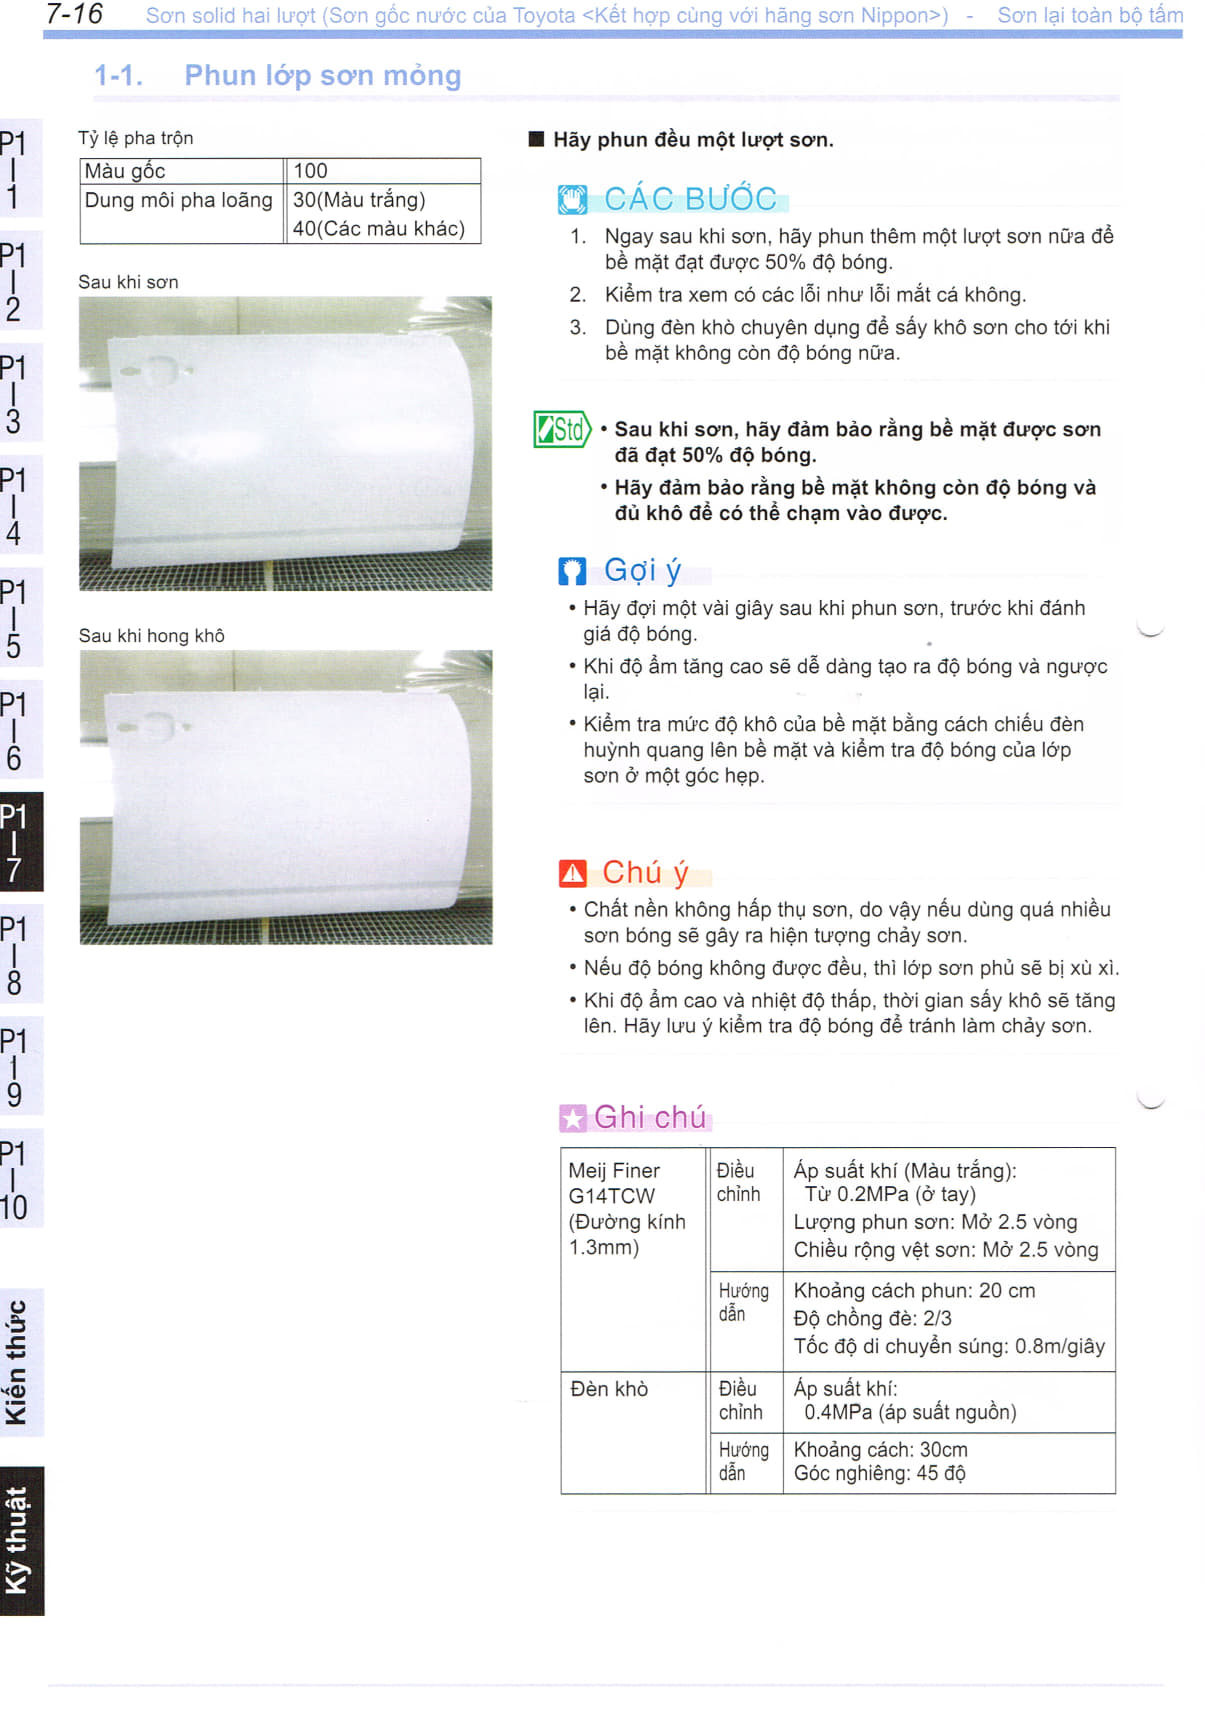 7-16 Sơn solid hai lượt (Sơn gốc nước của Toyota <Kết hợp cùng với hãng sơn Nippon>) - Sơn lại toàn bộ tấm
1-1. Phun lớp sơn mỏng
Tỷ lệ pha trộn
Màu gốc 100
Dung môi pha loãng 30(Màu trắng)
40(Các màu khác)
Sau khi sơn
Sau khi hong khô
■ Hãy phun đều một lượt sơn.
CÁC BƯỚC
1. Ngay sau khi sơn, hãy phun thêm một lượt sơn nữa để
bề mặt đạt được 50% độ bóng.
2. Kiểm tra xem có các lỗi như lỗi mắt cá không.
3. Dùng đèn khò chuyên dụng để sấy khô sơn cho tới khi
bề mặt không còn độ bóng nữa.
Std • Sau khi sơn, hãy đảm bảo rằng bề mặt được sơn
đã đạt 50% độ bóng.
• Hãy đảm bảo rằng bề mặt không còn độ bóng và
đủ khô để có thể chạm vào được.
Gợi ý
• Hãy đợi một vài giây sau khi phun sơn, trước khi đánh
giá độ bóng.
• Khi độ ẩm tăng cao sẽ dễ dàng tạo ra độ bóng và ngược
lại.
• Kiểm tra mức độ khô của bề mặt bằng cách chiếu đèn
huỳnh quang lên bề mặt và kiểm tra độ bóng của lớp
sơn ở một góc hẹp.
Chú ý
• Chất nền không hấp thụ sơn, do vậy nếu dùng quá nhiều
sơn bóng sẽ gây ra hiện tượng chảy sơn.
• Nếu độ bóng không được đều, thì lớp sơn phủ sẽ bị xù xì.
• Khi độ ẩm cao và nhiệt độ thấp, thời gian sấy khô sẽ tăng
lên. Hãy lưu ý kiểm tra độ bóng để tránh làm chảy sơn.
Ghi chú
Meij Finer Điều Áp suất khí (Màu trắng):
G14TCW chỉnh Từ 0.2MPa (ở tay)
(Đường kính Lượng phun sơn: Mở 2.5 vòng
1.3mm) Chiều rộng vệt sơn: Mở 2.5 vòng
Hướng Khoảng cách phun: 20 cm
dẫn Độ chồng đè: 2/3
Tốc độ di chuyển súng: 0.8m/giây
Đèn khò Điều Áp suất khí:
chỉnh 0.4MPa (áp suất nguồn)
Hướng Khoảng cách: 30cm
dẫn Góc nghiêng: 45 độ
P1
1
P1
2
P1
3
P1
4
P1
5
P1
6
P1
7
P1
8
P1
9
P1
10
Kiến thức
Kỹ thuật